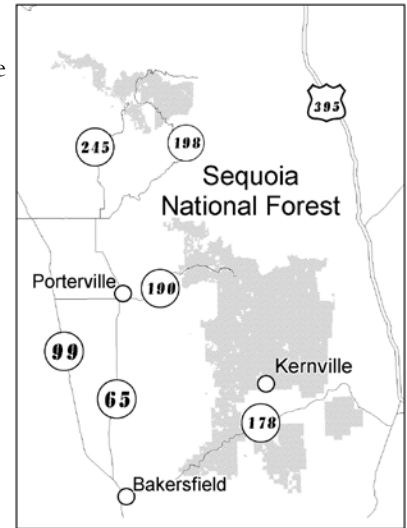 e
395
245
198
Sequoia
National Forest
Porterville
190
99
65
Kernville
178
Bakersfield